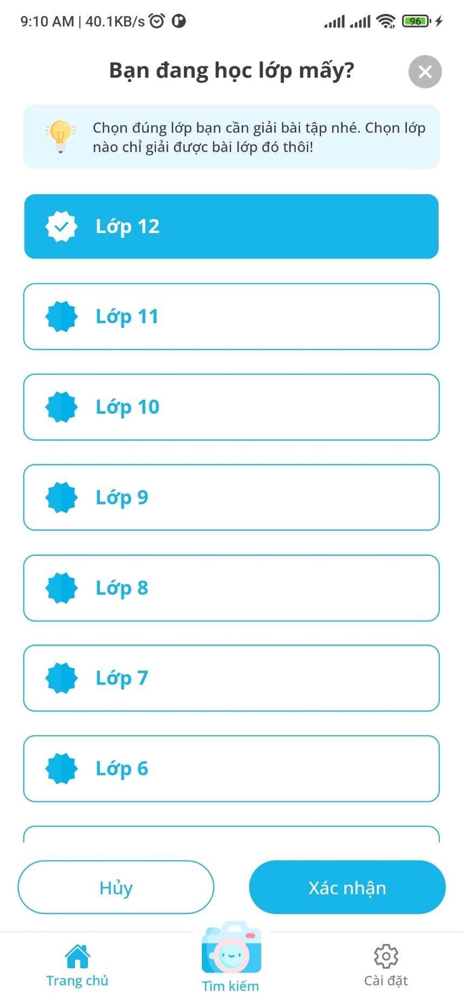 9:10 AM | 40.1KB/s
96
Bạn đang học lớp mấy?
Chọn đúng lớp bạn cần giải bài tập nhé. Chọn lớp
nào chỉ giải được bài lớp đó thôi!
Lớp 12
Lớp 11
Lớp 10
Lớp 9
Lớp 8
Lớp 7
Lớp 6
Hủy
Xác nhận
Trang chủ
Tìm kiếm
Cài đặt